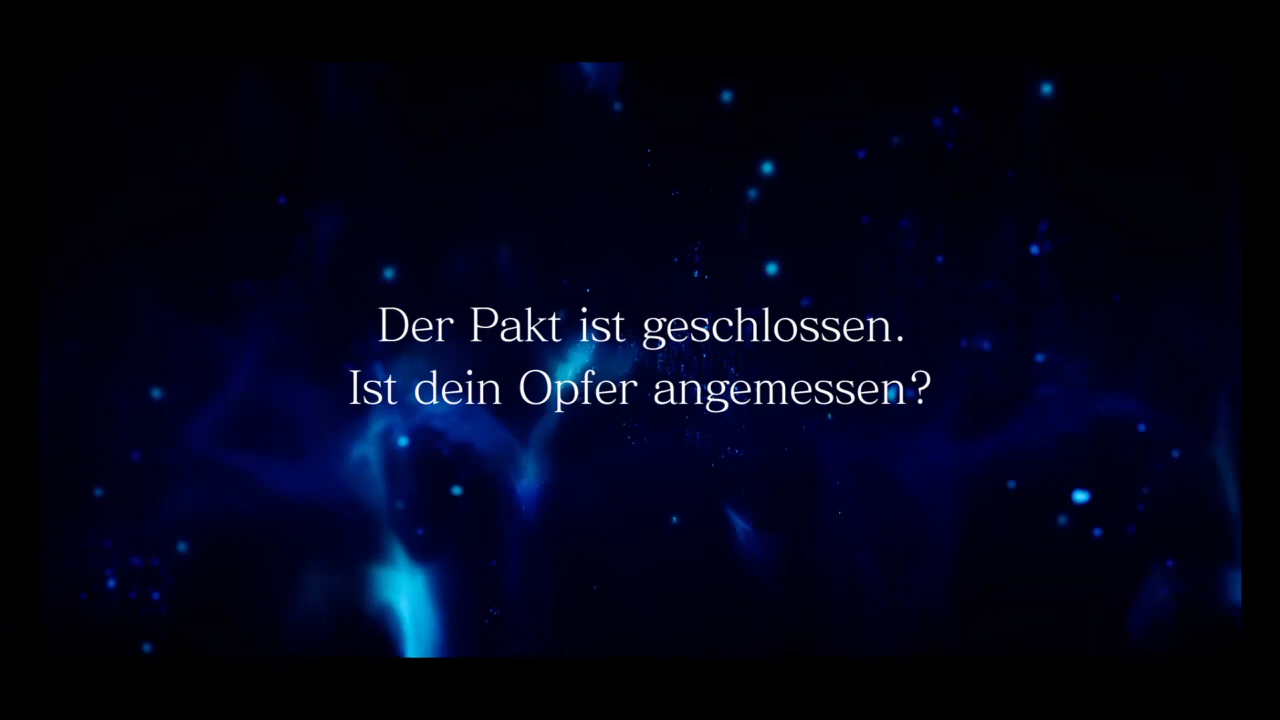 Der Pakt ist geschlossen.
Ist dein Opfer angemessen?